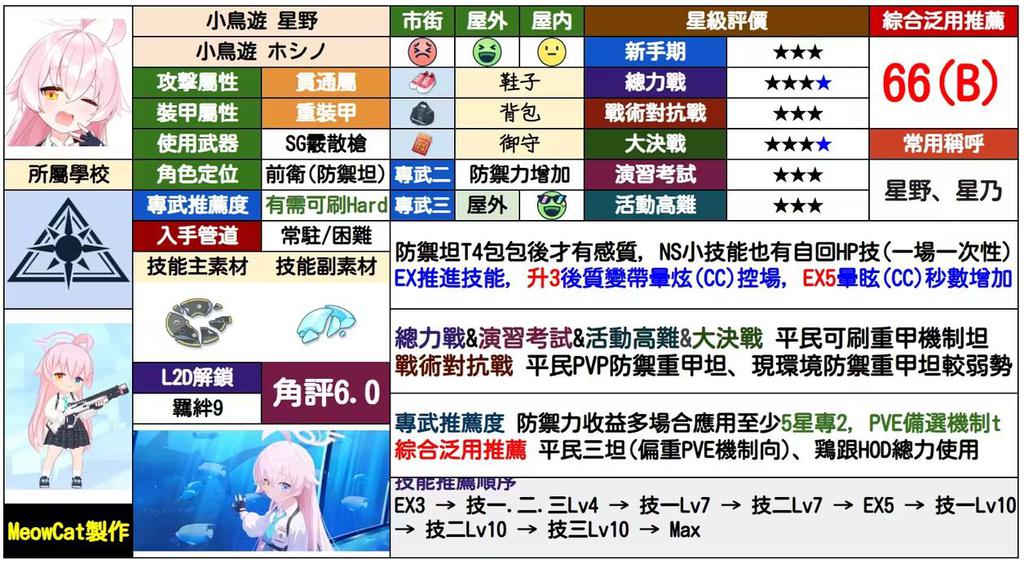 小鳥遊 星野
市街 屋外 屋内
星級評價
綜合泛用推薦
小鳥遊 ホシノ
新手期 ★★★
66(B)
攻擊屬性 貫通屬
鞋子
總力戰 ★★★★
裝甲屬性 重裝甲
背包
戰術對抗戰 ★★★
使用武器 SG霰散槍
御守
大決戰 ★★★★
常用稱呼
所屬學校
角色定位 前衛(防禦坦)
專武二 防禦力增加
演習考試 ★★★
星野、星乃
專武推薦度 有需可刷Hard
專武三 屋外
活動高難 ★★★
入手管道 常駐/困難
技能主素材 技能副素材
防禦坦T4包包後才有感質, NS小技能也有自回HP技(一場一次性)
EX推進技能, 升3後質變帶暈炫(CC)控場, EX5暈眩(CC)秒數增加
總力戰&演習考試&活動高難&大決戰 平民可刷重甲機制坦
戰術對抗戰 平民PVP防禦重甲坦、現環境防禦重甲坦較弱勢
L2D解鎖
羈絆9
角評6.0
專武推薦度 防禦力收益多場合應用至少5星專2, PVE備選機制t
綜合泛用推薦 平民三坦(偏重PVE機制向)、鶏跟HOD總力使用
技能推薦順序
EX3 → 技一.二.三Lv4 → 技一Lv7 → 技二Lv7 → EX5 → 技一Lv10
→ 技二Lv10 → 技三Lv10 → Max
MeowCat製作